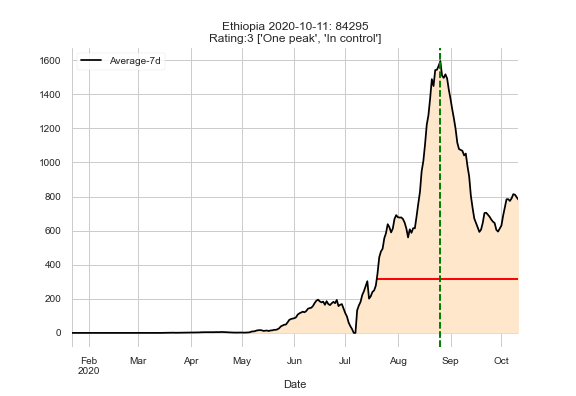 Ethiopia 2020-10-11: 84295
Rating:3 ['One peak', 'In control']
Average-7d
1600
1400
1200
1000
800
600
400
200
0
Feb Mar Apr May Jun Jul Aug Sep Oct
2020
Date